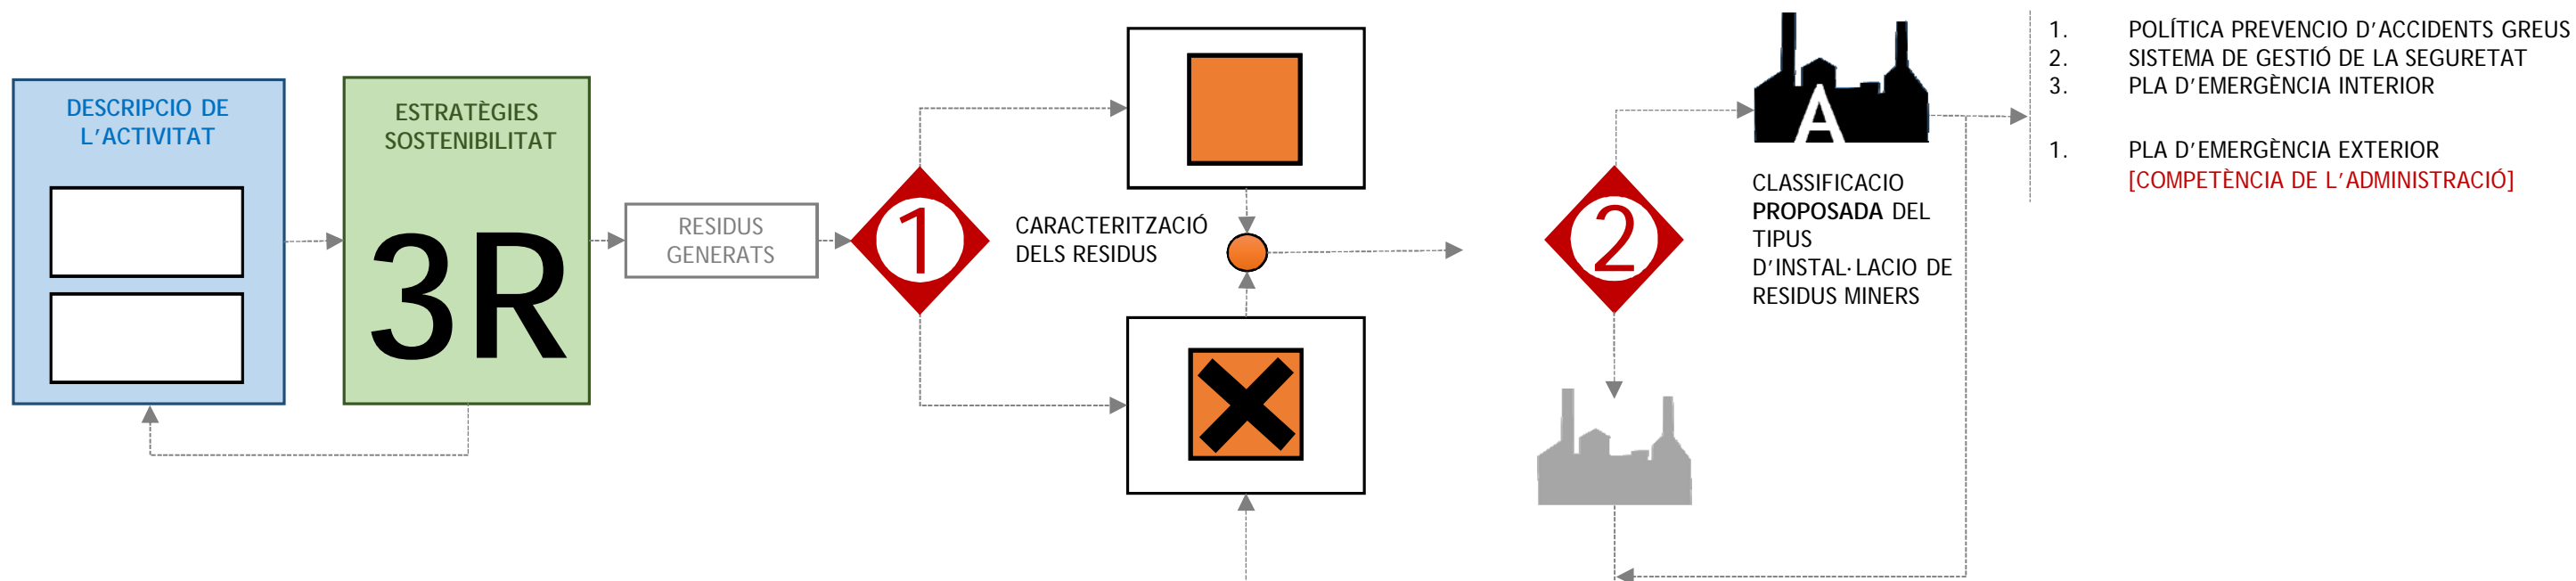 DESCRIPCIO DE
L'ACTIVITAT
ESTRATÈGIES
SOSTENIBILITAT
3R
RESIDUS
GENERATS
1
CARACTERITZACIÓ
DELS RESIDUS
2
A
CLASSIFICACIO
PROPOSADA DEL
TIPUS
D'INSTAL·LACIO DE
RESIDUS MINERS
1. POLÍTICA PREVENCIO D'ACCIDENTS GREUS
2. SISTEMA DE GESTIÓ DE LA SEGURETAT
3. PLA D'EMERGÈNCIA INTERIOR
1. PLA D'EMERGÈNCIA EXTERIOR
[COMPETÈNCIA DE L'ADMINISTRACIÓ]